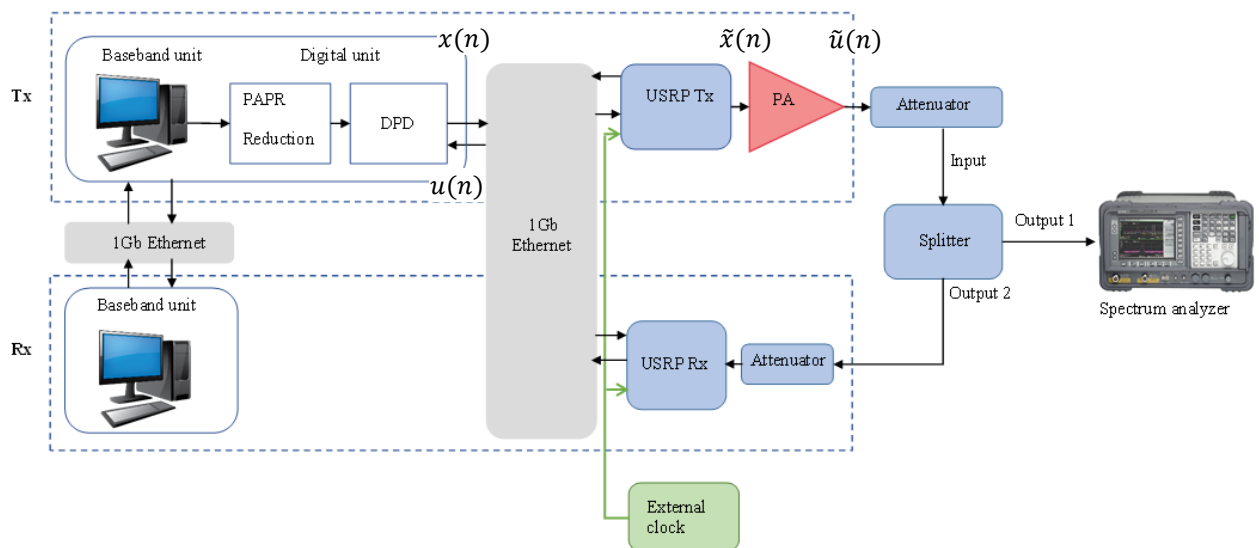 x(n)
x̃(n)
ũ(n)
Baseband unit
Digital unit
Tx
PAPR
Reduction
DPD
USRP Tx
PA
Attenuator
Input
u(n)
1Gb Ethernet
1Gb
Ethernet
Splitter
Output 1
Output 2
Spectrum analyzer
Baseband unit
Rx
USRP Rx
Attenuator
External
clock